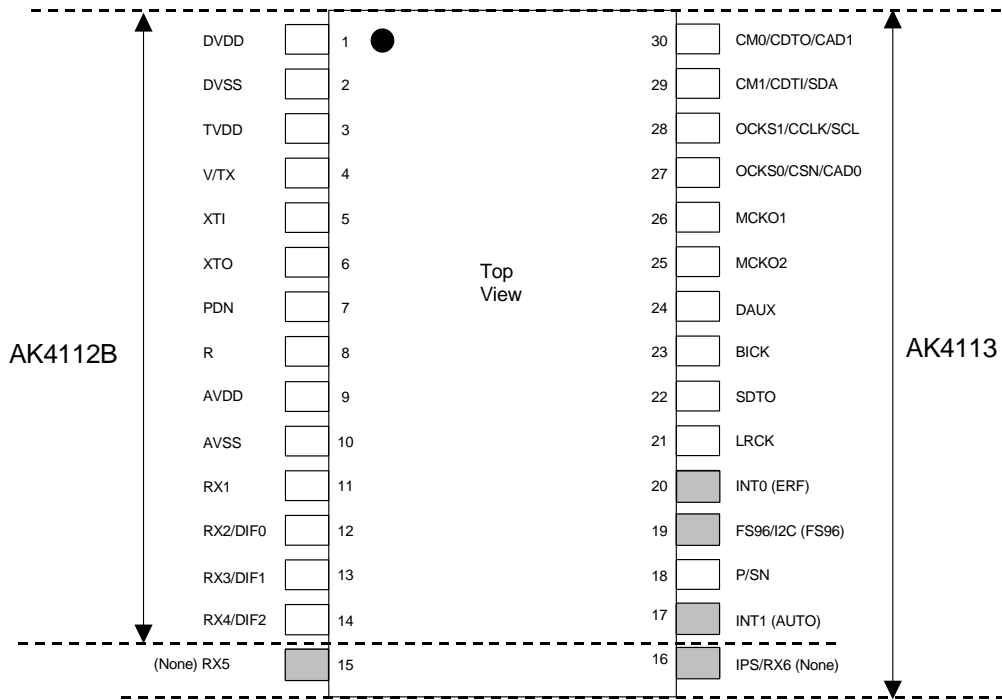 DVDD 1 30 CM0/CDTO/CAD1
DVSS 2 29 CM1/CDTI/SDA
TVDD 3 28 OCKS1/CCLK/SCL
V/TX 4 27 OCKS0/CSN/CAD0
XTI 5 26 MCKO1
XTO 6 25 MCKO2
Top
View
PDN 7 24 DAUX
AK4112B R 8 23 BICK AK4113
AVDD 9 22 SDTO
AVSS 10 21 LRCK
RX1 11 20 INT0 (ERF)
RX2/DIF0 12 19 FS96/I2C (FS96)
RX3/DIF1 13 18 P/SN
RX4/DIF2 14 17 INT1 (AUTO)
(None) RX5 15 16 IPS/RX6 (None)